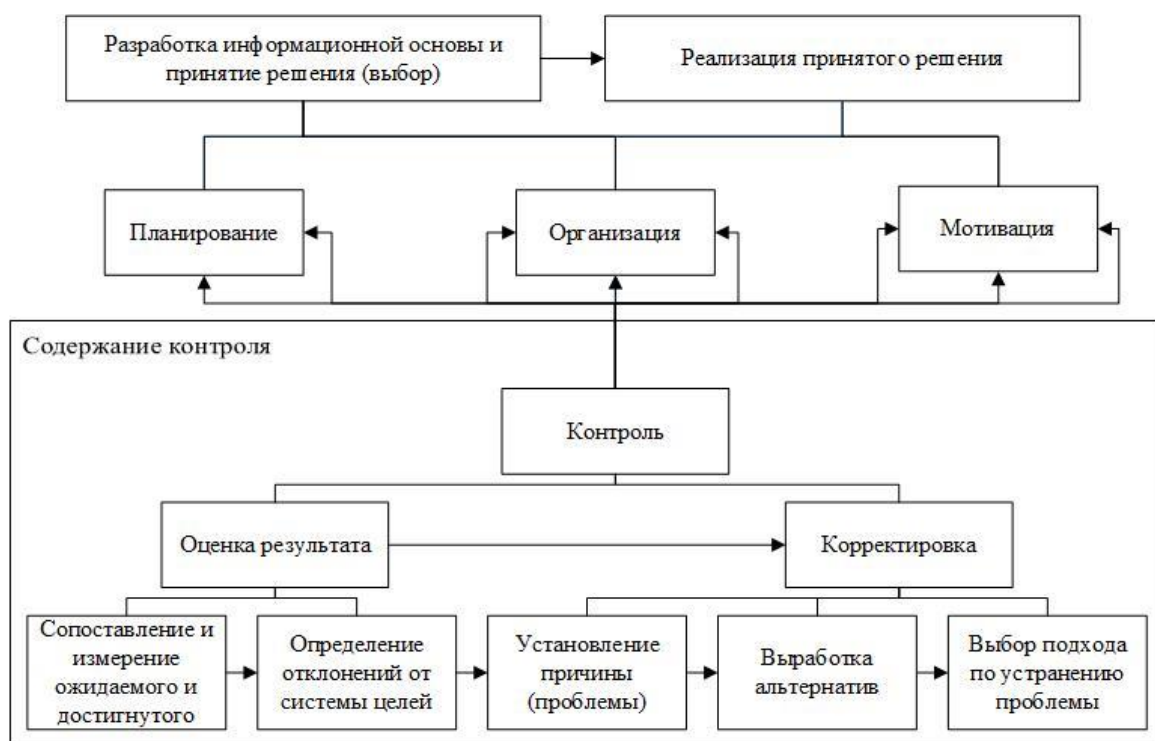 Разработка информационной основы и
принятие решения (выбор)
Реализация принятого решения
Планирование
Организация
Мотивация
Содержание контроля
Контроль
Оценка результата
Корректировка
Сопоставление и
измерение
ожидаемого и
достигнутого
Определение
отклонений от
системы целей
Установление
причины
(проблемы)
Выработка
альтернатив
Выбор подхода
по устранению
проблемы